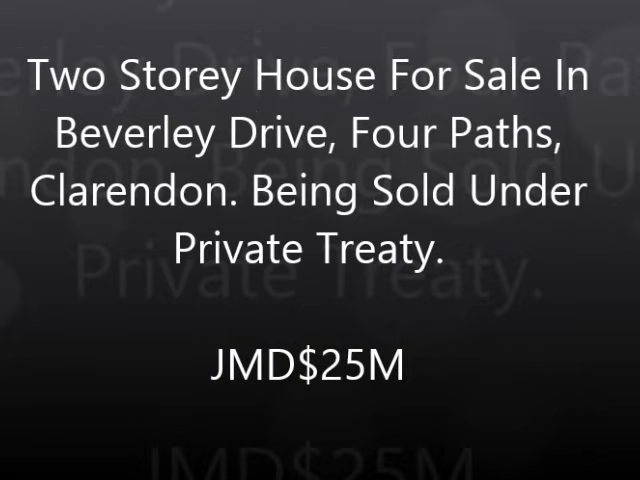 Two Storey House For Sale In
Beverley Drive, Four Paths,
Clarendon. Being Sold Under
Private Treaty.
JMD$25M